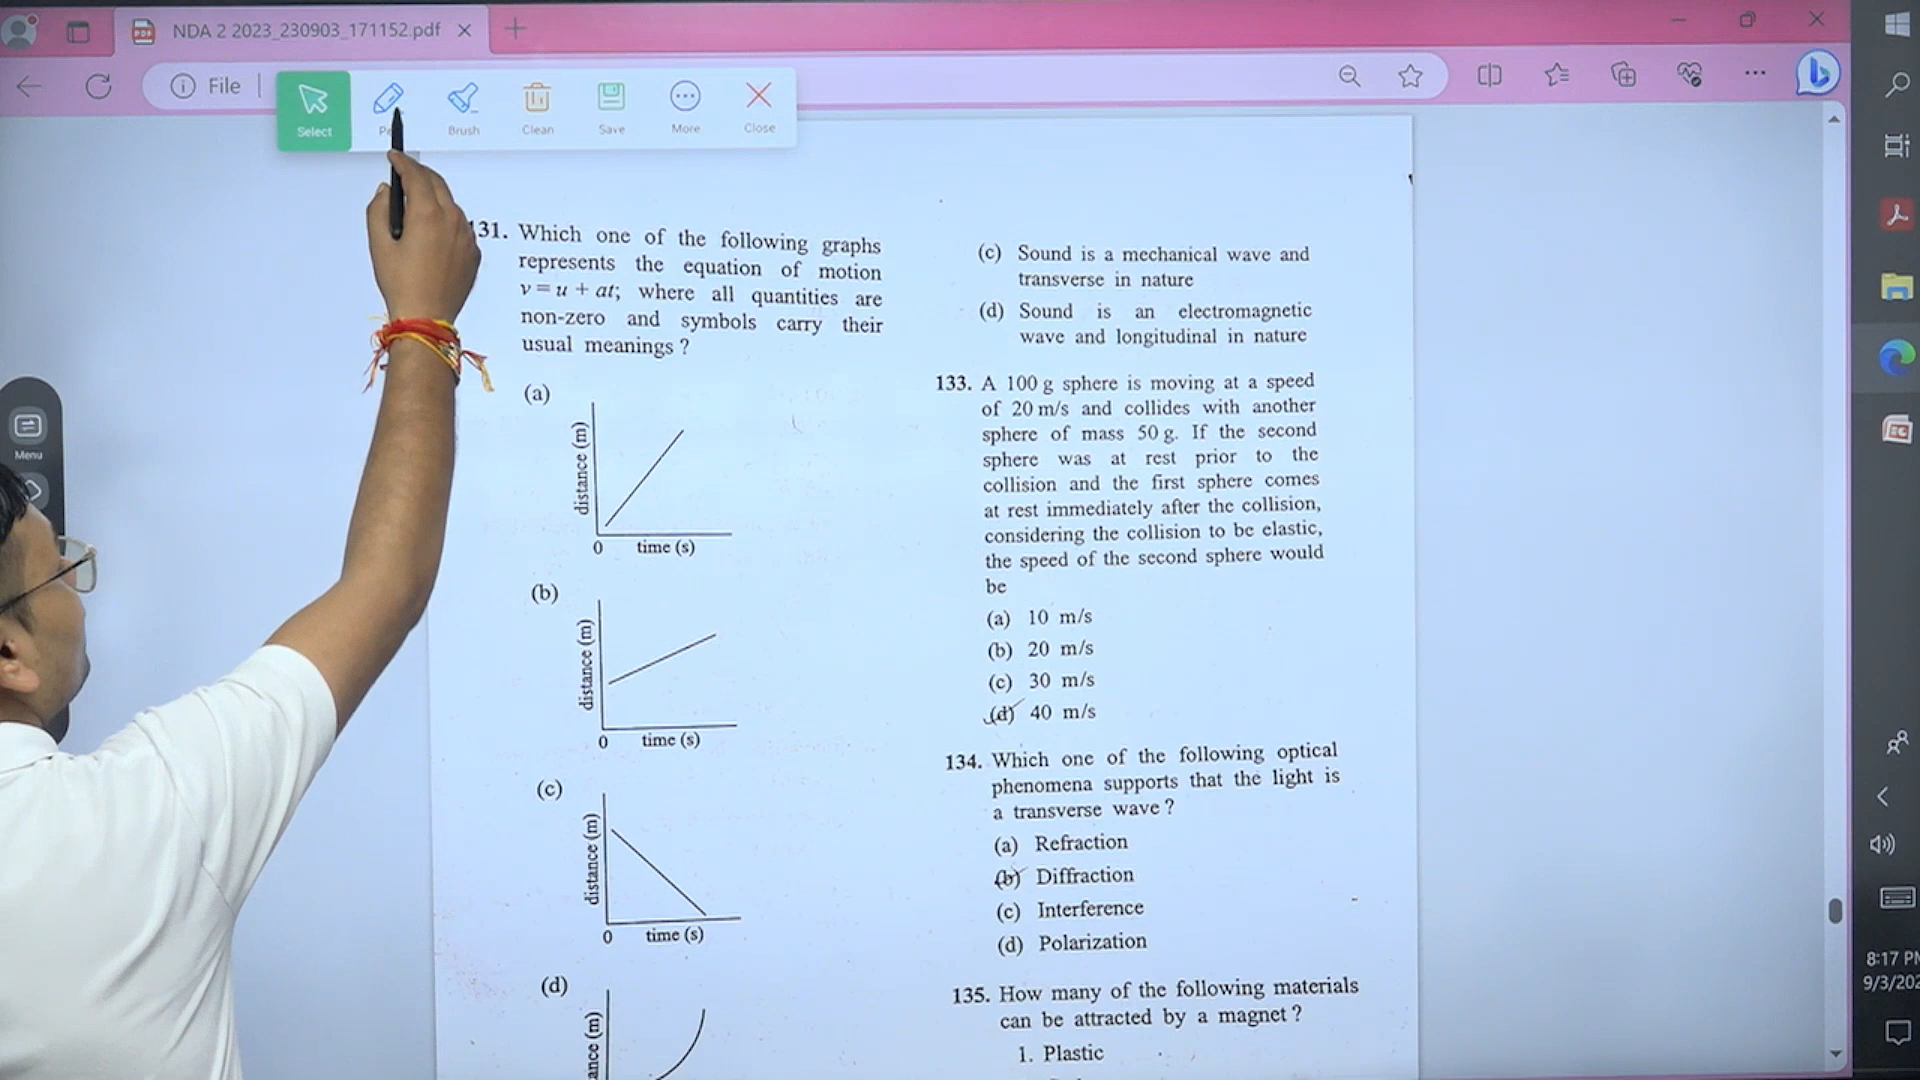 NDA 2 2023_230903_171152.pdf
File
Select
Brush
Clean
Save
More
Close
Menu
131. Which one of the following graphs
represents the equation of motion
v = u + at; where all quantities are
non-zero and symbols carry their
usual meanings ?
(a)
distance (m)
0
time (s)
(b)
distance (m)
0
time (s)
(c)
distance (m)
0
time (s)
(d)
(c) Sound is a mechanical wave and
transverse in nature
(d) Sound is an electromagnetic
wave and longitudinal in nature
133. A 100 g sphere is moving at a speed
of 20 m/s and collides with another
sphere of mass 50 g. If the second
sphere was at rest prior to the
collision and the first sphere comes
at rest immediately after the collision,
considering the collision to be elastic,
the speed of the second sphere would
be
(a) 10 m/s
(b) 20 m/s
(c) 30 m/s
(d) 40 m/s
134. Which one of the following optical
phenomena supports that the light is
a transverse wave ?
(a) Refraction
(b) Diffraction
(c) Interference
(d) Polarization
135. How many of the following materials
can be attracted by a magnet ?
1. Plastic
8:17 PM
9/3/202